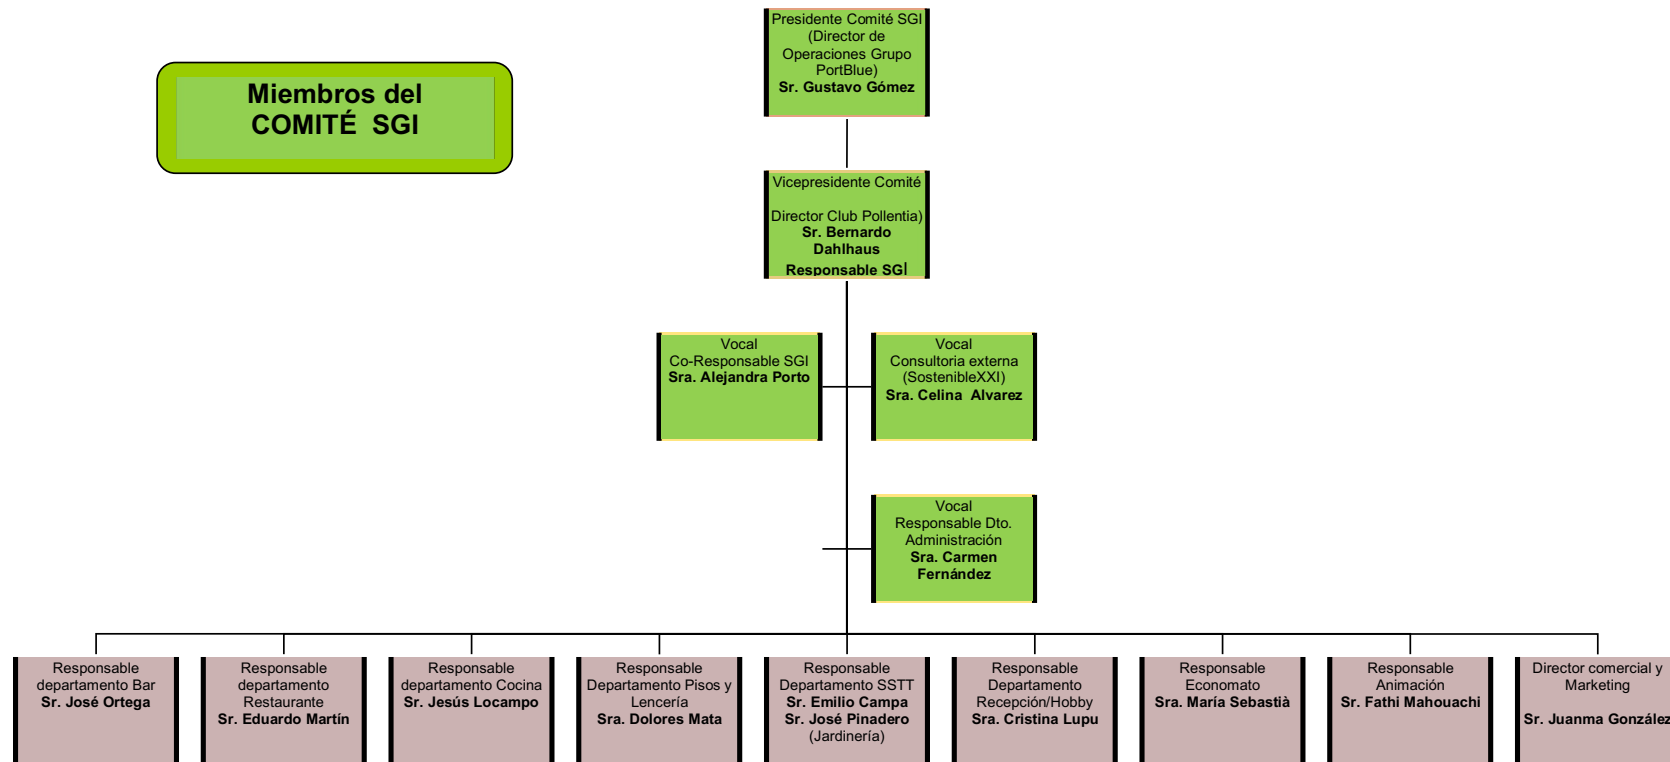 Presidente Comité SGI
(Director de
Operaciones Grupo
PortBlue)
Sr. Gustavo Gómez
Miembros del
COMITÉ SGI
Vicepresidente Comité
Director Club Pollentia)
Sr. Bernardo
Dahlhaus
Responsable SGI
Vocal
Co-Responsable SGI
Sra. Alejandra Porto
Vocal
Consultoria externa
(SostenibleXXI)
Sra. Celina Alvarez
Vocal
Responsable Dto.
Administración
Sra. Carmen
Fernández
Responsable
departamento Bar
Sr. José Ortega
Responsable
departamento
Restaurante
Sr. Eduardo Martín
Responsable
departamento Cocina
Sr. Jesús Locampo
Responsable
Departamento Pisos y
Lencería
Sra. Dolores Mata
Responsable
Departamento SSTT
Sr. Emilio Campa
Sr. José Pinadero
(Jardinería)
Responsable
Departamento
Recepción/Hobby
Sra. Cristina Lupu
Responsable
Economato
Sra. María Sebastià
Responsable
Animación
Sr. Fathi Mahouachi
Director comercial y
Marketing
Sr. Juanma González